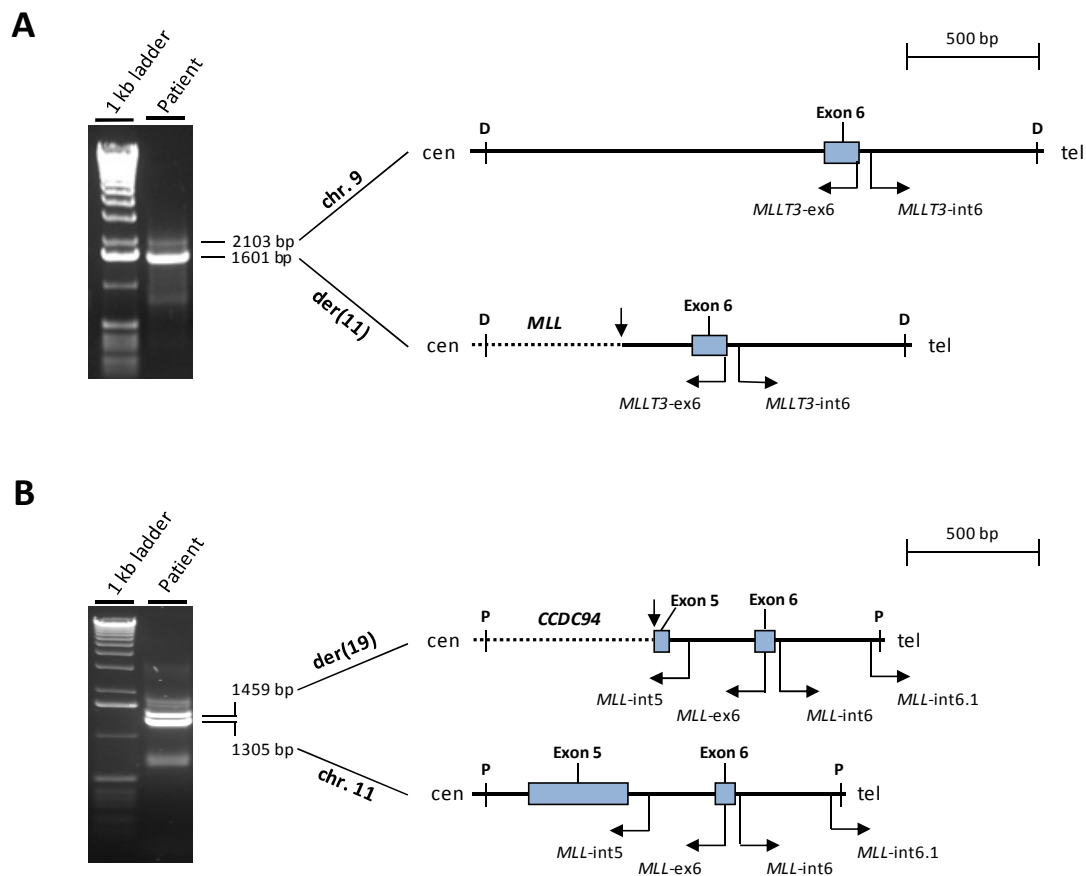 A
1 kb ladder
Patient
500 bp
2103 bp
1601 bp
chr. 9
der(11)
D
Exon 6
D
cen
tel
MLLT3-ex6
MLLT3-int6
D
MLL
Exon 6
D
cen
tel
MLLT3-ex6
MLLT3-int6
B
1 kb ladder
Patient
500 bp
1459 bp
1305 bp
der(19)
chr. 11
P
CCDC94
Exon 5
Exon 6
P
cen
tel
MLL-int5
MLL-ex6
MLL-int6
MLL-int6.1
P
Exon 5
Exon 6
P
cen
tel
MLL-int5
MLL-ex6
MLL-int6
MLL-int6.1